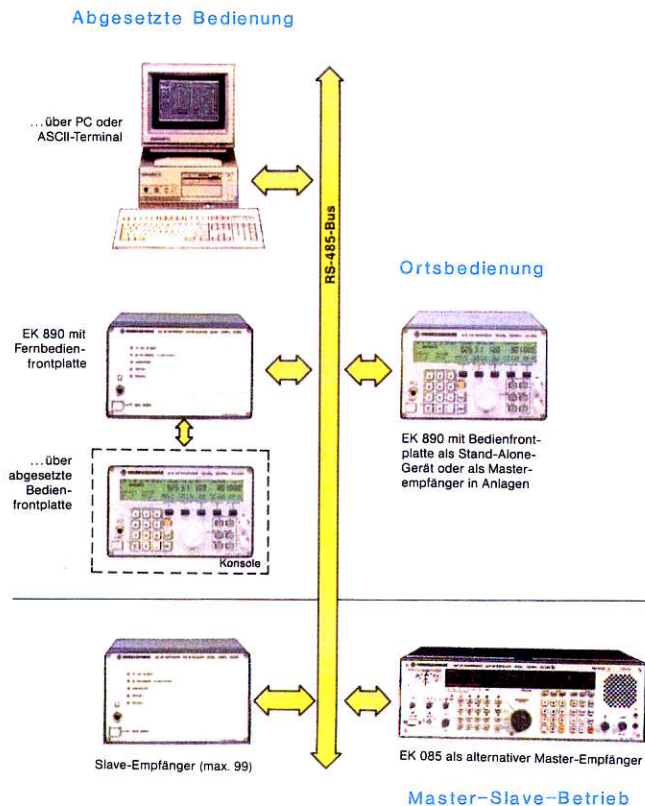 Abgesetzte Bedienung
...über PC oder
ASCII-Terminal
RS-485-Bus
Ortsbedienung
EK 890 mit
Fernbedien-
frontplatte
EK 890 mit Bedienfront-
platte als Stand-Alone-
Gerät oder als Master-
empfänger in Anlagen
...über
abgesetzte
Bedien-
frontplatte
Konsole
Slave-Empfänger (max. 99)
EK 085 als alternativer Master-Empfänger
Master-Slave-Betrieb